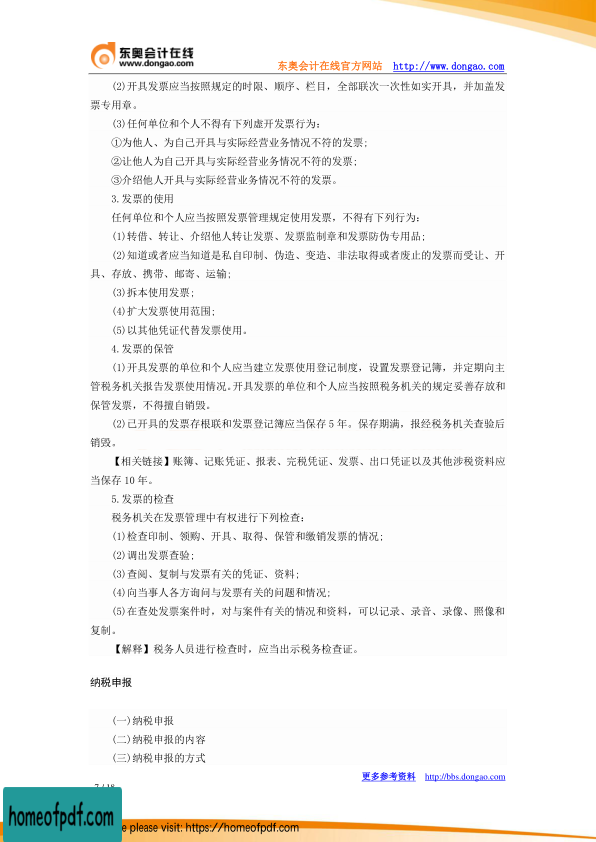 东奥会计在线
www.dongao.com
东奥会计在线官方网站 http://www.dongao.com
(2)开具发票应当按照规定的时限、顺序、栏目，全部联次一次性如实开具，并加盖发
票专用章。
(3)任何单位和个人不得有下列虚开发票行为：
①为他人、为自己开具与实际经营业务情况不符的发票;
②让他人为自己开具与实际经营业务情况不符的发票;
③介绍他人开具与实际经营业务情况不符的发票。
3.发票的使用
任何单位和个人应当按照发票管理规定使用发票，不得有下列行为：
(1)转借、转让、介绍他人转让发票、发票监制章和发票防伪专用品;
(2)知道或者应当知道是私自印制、伪造、变造、非法取得或者废止的发票而受让、开
具、存放、携带、邮寄、运输;
(3)拆本使用发票;
(4)扩大发票使用范围;
(5)以其他凭证代替发票使用。
4.发票的保管
(1)开具发票的单位和个人应当建立发票使用登记制度，设置发票登记簿，并定期向主
管税务机关报告发票使用情况。开具发票的单位和个人应当按照税务机关的规定妥善存放和
保管发票，不得擅自销毁。
(2)已开具的发票存根联和发票登记簿应当保存 5 年。保存期满，报经税务机关查验后
销毁。
【相关链接】账簿、记账凭证、报表、完税凭证、发票、出口凭证以及其他涉税资料应
当保存 10 年。
5.发票的检查
税务机关在发票管理中有权进行下列检查：
(1)检查印制、领购、开具、取得、保管和缴销发票的情况;
(2)调出发票查验;
(3)查阅、复制与发票有关的凭证、资料;
(4)向当事人各方询问与发票有关的问题和情况;
(5)在查处发票案件时，对与案件有关的情况和资料，可以记录、录音、录像、照像和
复制。
【解释】税务人员进行检查时，应当出示税务检查证。
纳税申报
(一)纳税申报
(二)纳税申报的内容
(三)纳税申报的方式
更多参考资料 http://bbs.dongao.com
homeofpdf.com
e please visit: https://homeofpdf.com